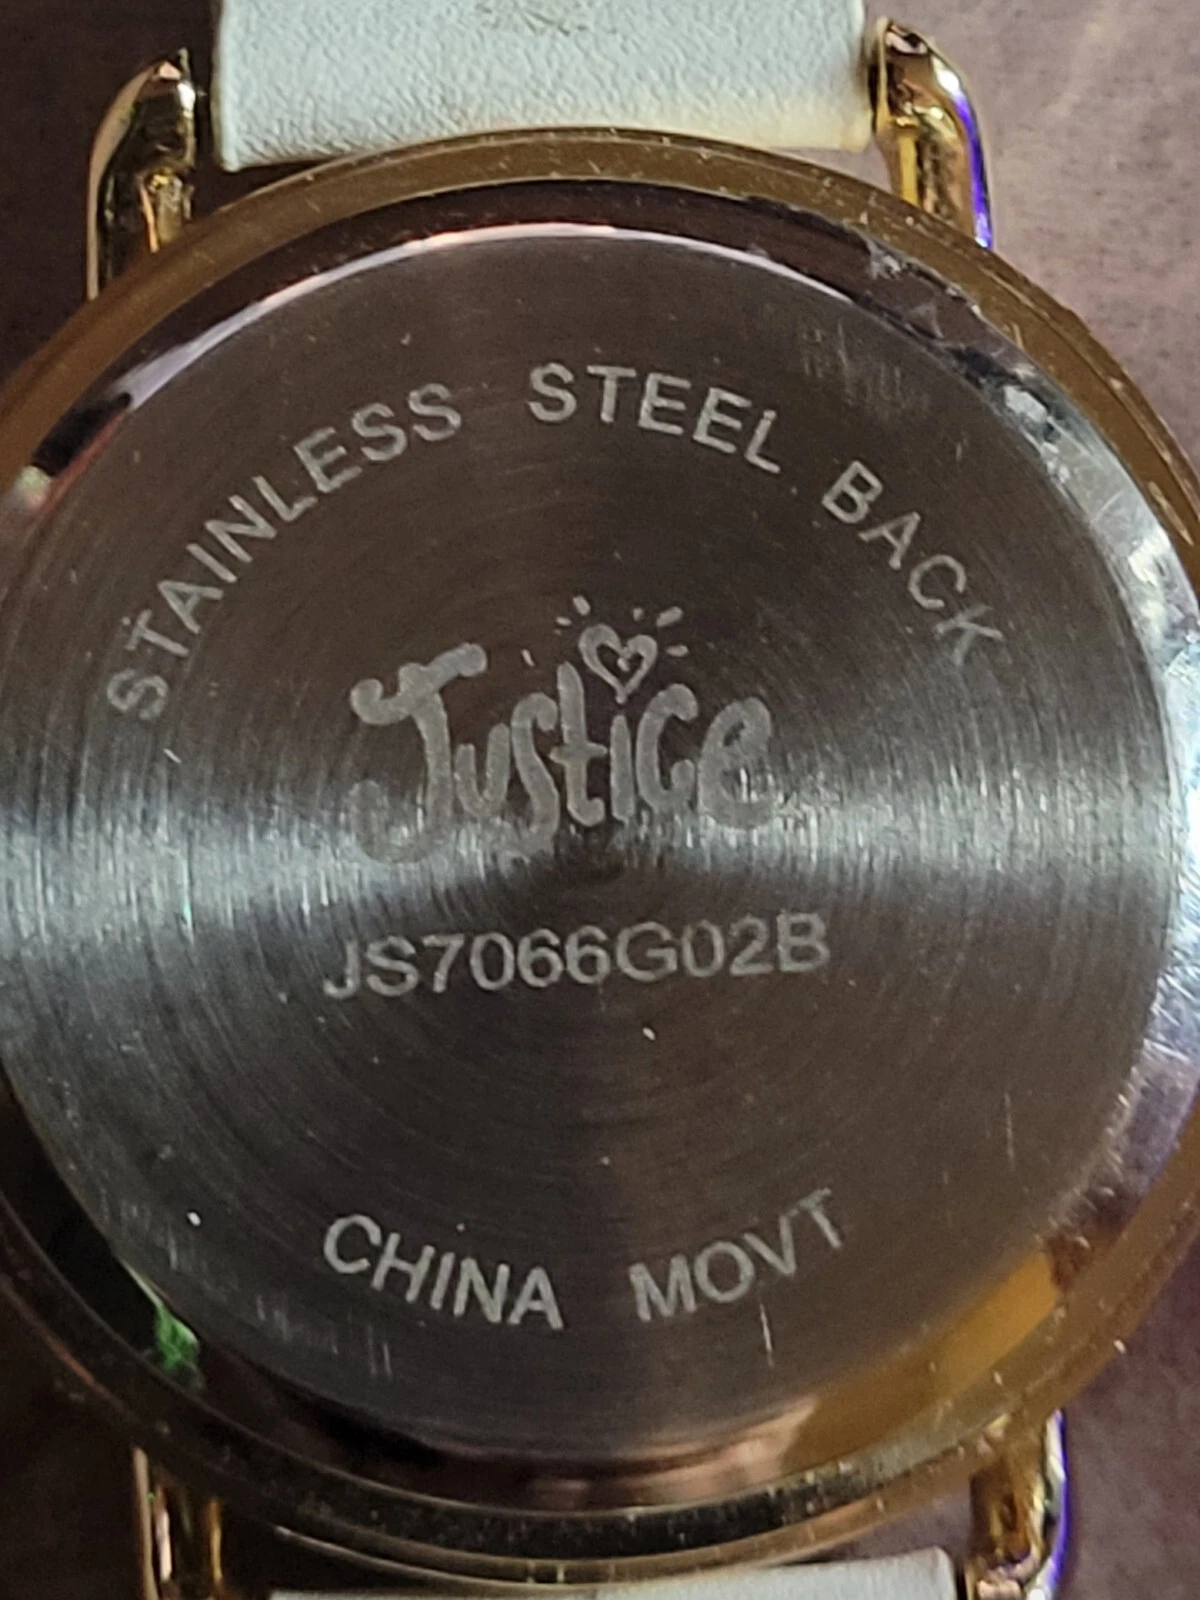 STAINLESS STEEL BACK
Justice
JS7066G02B
CHINA MOVT